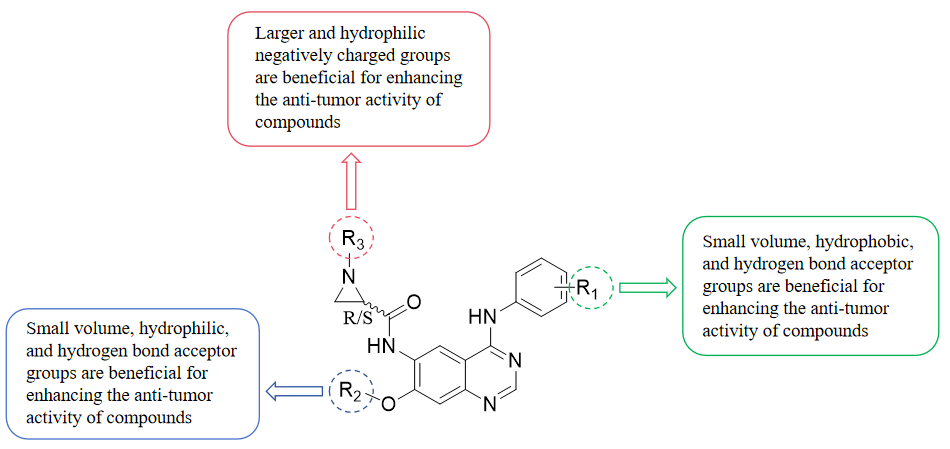 Larger and hydrophilic
negatively charged groups
are beneficial for enhancing
the anti-tumor activity of
compounds
R3
N
R/S
O
HN
R2
O
HN
N
N
R1
Small volume, hydrophobic,
and hydrogen bond acceptor
groups are beneficial for
enhancing the anti-tumor
activity of compounds
Small volume, hydrophilic,
and hydrogen bond acceptor
groups are beneficial for
enhancing the anti-tumor
activity of compounds